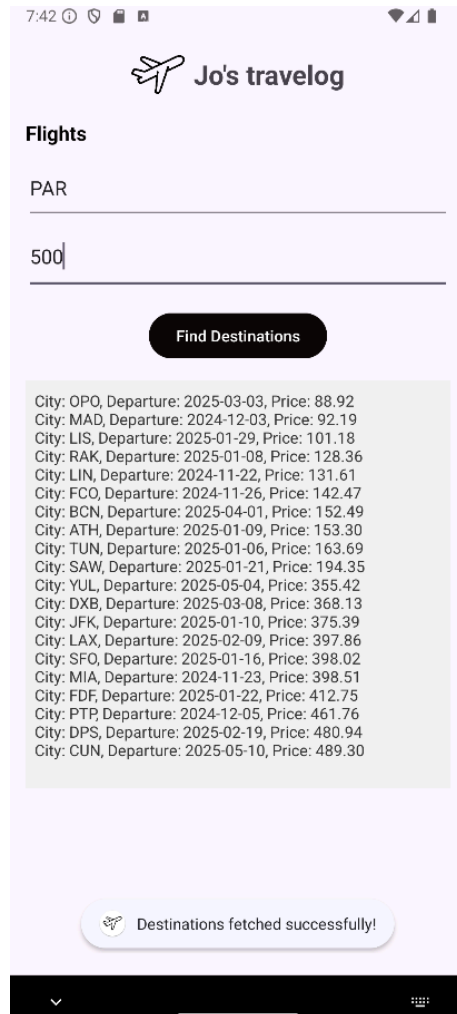 7:42
Jo's travelog
Flights
PAR
500
Find Destinations
City: OPO, Departure: 2025-03-03, Price: 88.92
City: MAD, Departure: 2024-12-03, Price: 92.19
City: LIS, Departure: 2025-01-29, Price: 101.18
City: RAK, Departure: 2025-01-08, Price: 128.36
City: LIN, Departure: 2024-11-22, Price: 131.61
City: FCO, Departure: 2024-11-26, Price: 142.47
City: BCN, Departure: 2025-04-01, Price: 152.49
City: ATH, Departure: 2025-01-09, Price: 153.30
City: TUN, Departure: 2025-01-06, Price: 163.69
City: SAW, Departure: 2025-01-21, Price: 194.35
City: YUL, Departure: 2025-05-04, Price: 355.42
City: DXB, Departure: 2025-03-08, Price: 368.13
City: JFK, Departure: 2025-01-10, Price: 375.39
City: LAX, Departure: 2025-02-09, Price: 397.86
City: SFO, Departure: 2025-01-16, Price: 398.02
City: MIA, Departure: 2024-11-23, Price: 398.51
City: FDF, Departure: 2025-01-22, Price: 412.75
City: PTP, Departure: 2024-12-05, Price: 461.76
City: DPS, Departure: 2025-02-19, Price: 480.94
City: CUN, Departure: 2025-05-10, Price: 489.30
Destinations fetched successfully!